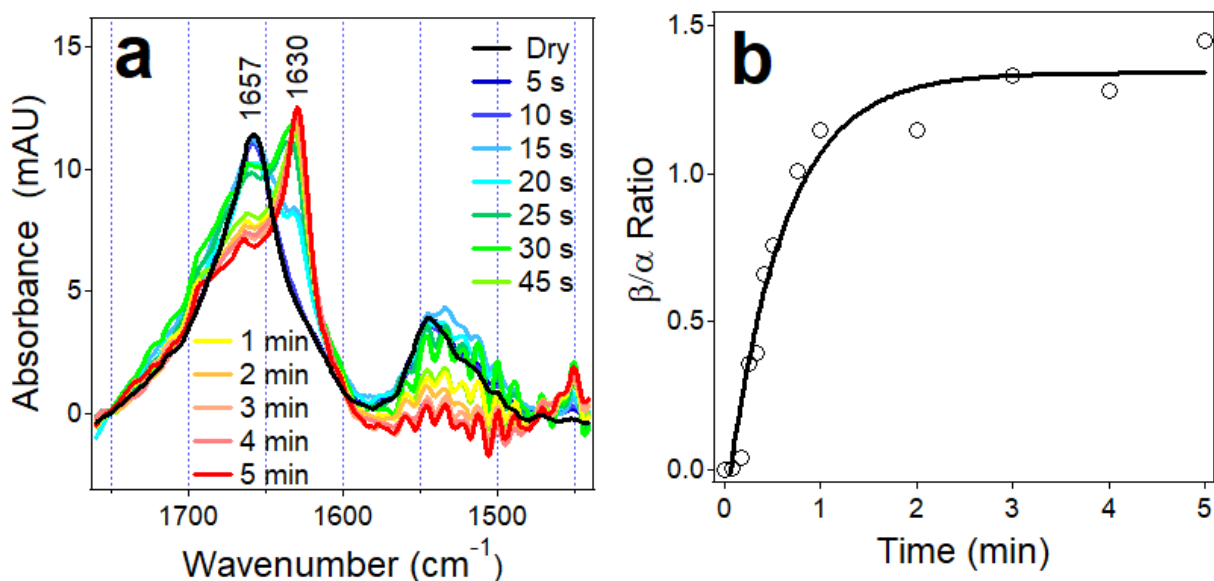 a
1657
1630
Dry
5 s
10 s
15 s
20 s
25 s
30 s
45 s
1 min
2 min
3 min
4 min
5 min
15
10
5
0
Absorbance (mAU)
1700
1600
1500
Wavenumber (cm⁻¹)
b
1.5
1.0
0.5
0.0
β/α Ratio
0
1
2
3
4
5
Time (min)